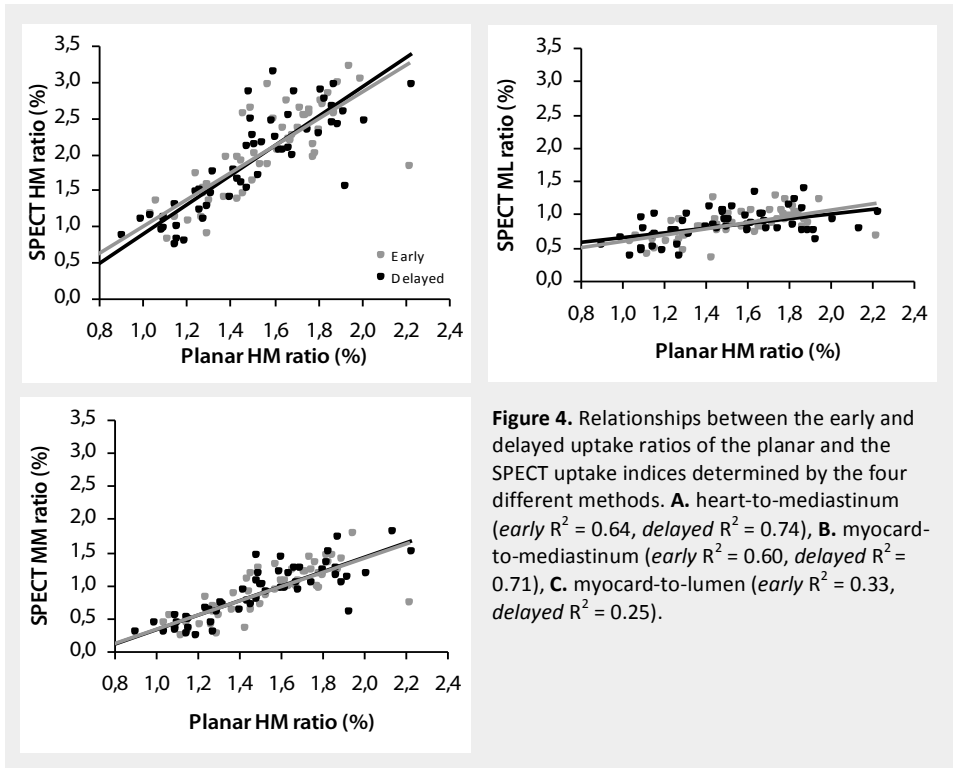 3,5
3,0
2,5
2,0
1,5
1,0
0,5
0,0
SPECT HM ratio (%)
Early
Delayed
0,8 1,0 1,2 1,4 1,6 1,8 2,0 2,2 2,4
Planar HM ratio (%)
3,5
3,0
2,5
2,0
1,5
1,0
0,5
0,0
SPECT ML ratio (%)
0,8 1,0 1,2 1,4 1,6 1,8 2,0 2,2 2,4
Planar HM ratio (%)
3,5
3,0
2,5
2,0
1,5
1,0
0,5
0,0
SPECT MM ratio (%)
0,8 1,0 1,2 1,4 1,6 1,8 2,0 2,2 2,4
Planar HM ratio (%)
Figure 4. Relationships between the early and
delayed uptake ratios of the planar and the
SPECT uptake indices determined by the four
different methods. A. heart-to-mediastinum
(early R² = 0.64, delayed R² = 0.74), B. myocard-
to-mediastinum (early R² = 0.60, delayed R² =
0.71), C. myocard-to-lumen (early R² = 0.33,
delayed R² = 0.25).